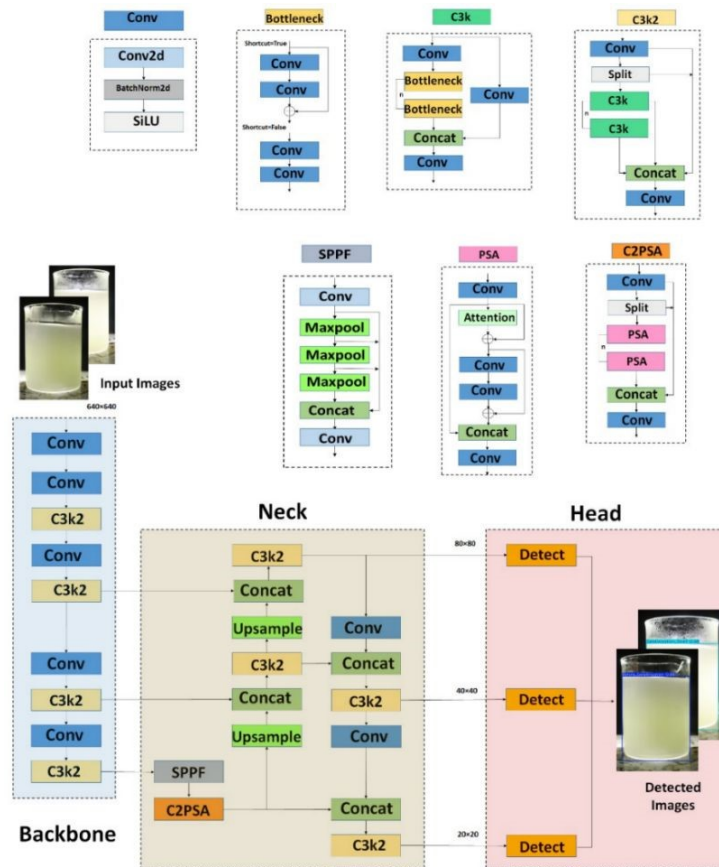 Conv
Conv2d
BatchNorm2d
SiLU
Bottleneck
Shortcut=True
Conv
Conv
Shortcut=False
Conv
Conv
C3k
Conv
Bottleneck
n
Bottleneck
Conv
Concat
Conv
C3k2
Conv
Split
C3k
n
C3k
Concat
Conv
SPPF
Conv
Maxpool
Maxpool
Maxpool
Concat
Conv
PSA
Conv
Attention
Conv
Conv
Concat
Conv
C2PSA
Conv
Split
PSA
n
PSA
Concat
Conv
Input Images
640×640
Conv
Conv
C3k2
Conv
C3k2
Conv
C3k2
Conv
C3k2
Backbone
Neck
C3k2
Concat
Upsample
C3k2
Concat
Upsample
SPPF
C2PSA
Conv
Concat
C3k2
Conv
Concat
C3k2
80×80
40×40
20×20
Head
Detect
Detect
Detect
Detected
Images